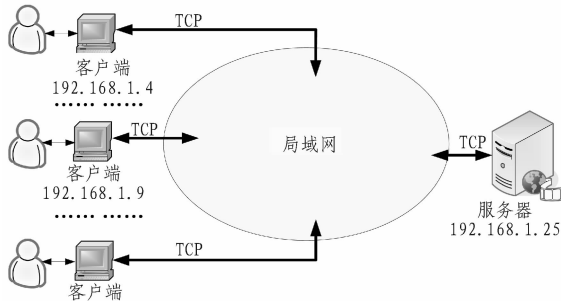 TCP
客户端
192.168.1.4
…… ……
TCP
客户端
192.168.1.9
…… ……
TCP
客户端
局域网
TCP
服务器
192.168.1.25